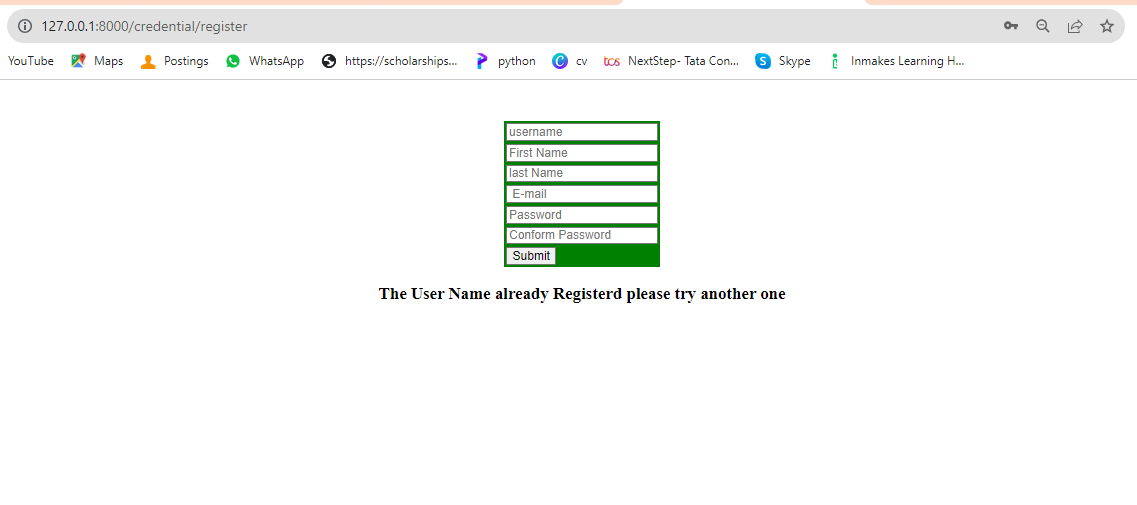 127.0.0.1:8000/credential/register
YouTube Maps Postings WhatsApp https://scholarships... python cv tcs NextStep- Tata Con... Skype Inmakes Learning H...
username
First Name
last Name
E-mail
Password
Conform Password
Submit
The User Name already Registerd please try another one